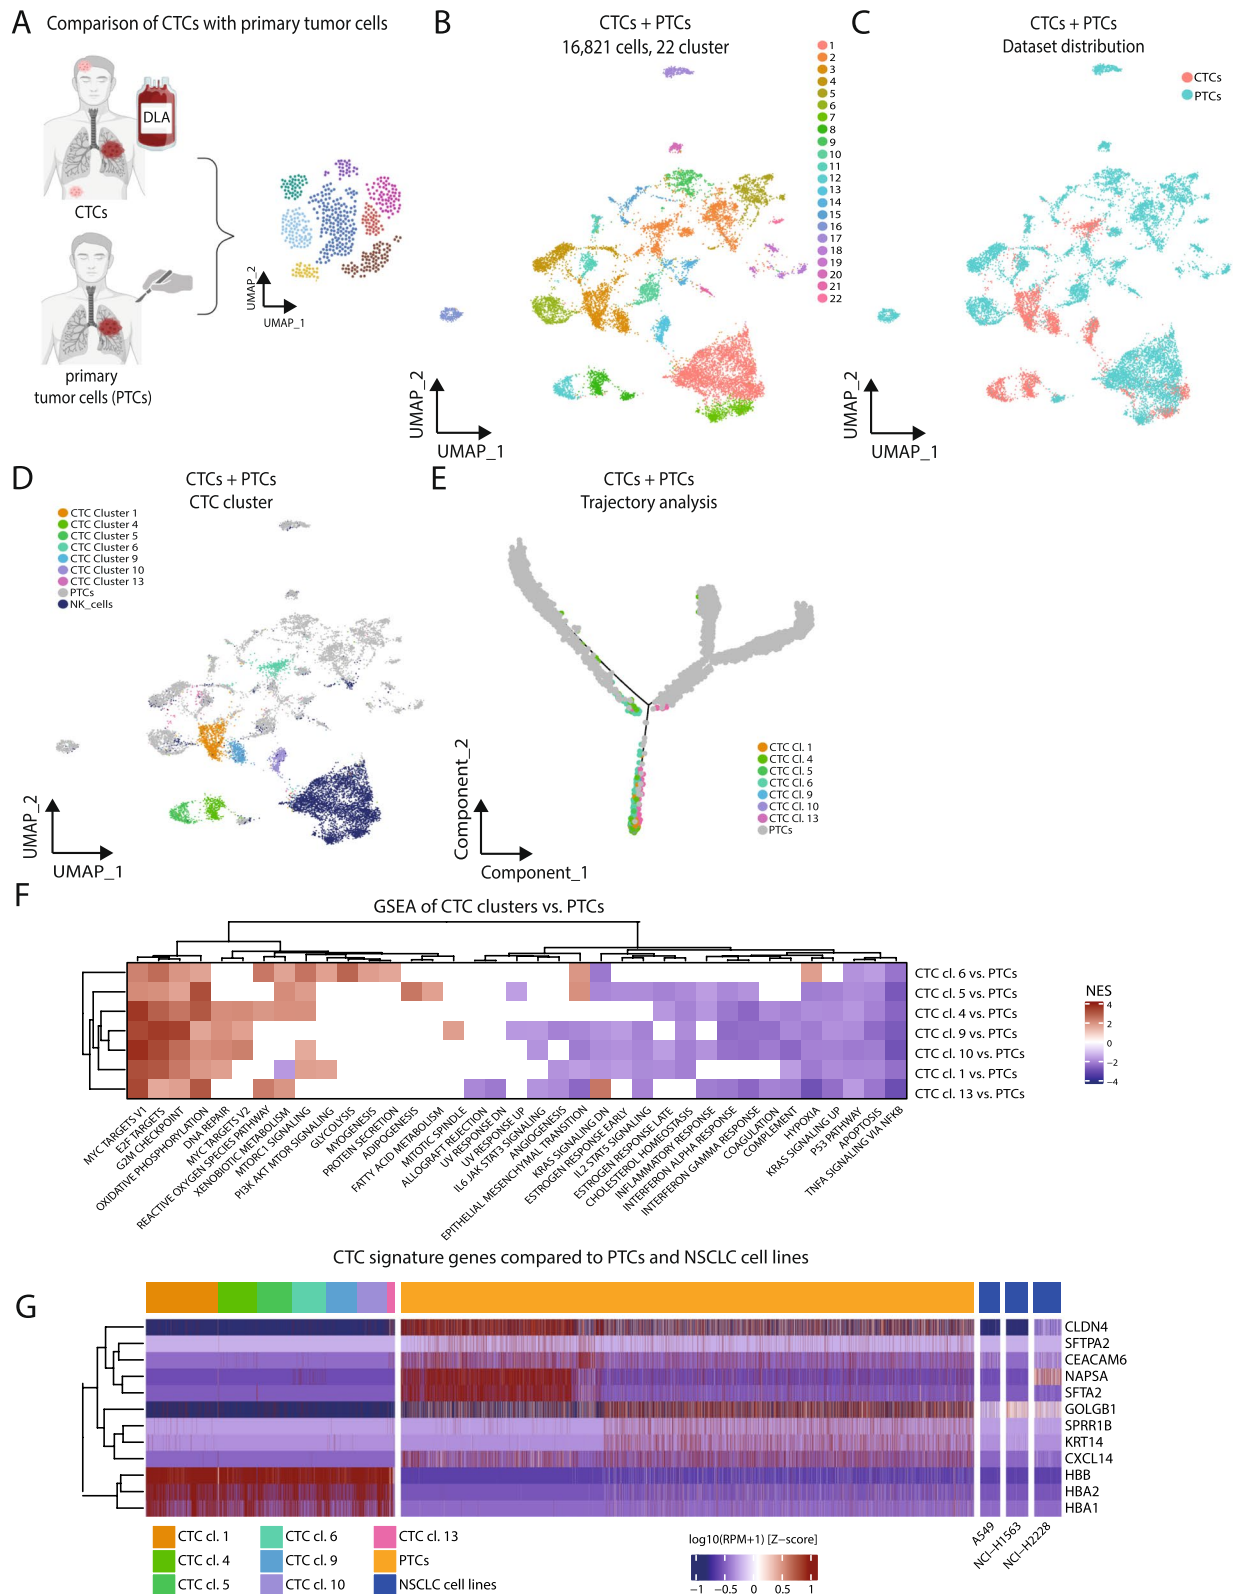 A
Comparison of CTCs with primary tumor cells
DLA
CTCs
primary
tumor cells (PTCs)
UMAP_2
UMAP_1
B
CTCs + PTCs
16,821 cells, 22 cluster
1
2
3
4
5
6
7
8
9
10
11
12
13
14
15
16
17
18
19
20
21
22
UMAP_2
UMAP_1
C
CTCs + PTCs
Dataset distribution
CTCs
PTCs
UMAP_2
UMAP_1
D
CTCs + PTCs
CTC cluster
CTC Cluster 1
CTC Cluster 4
CTC Cluster 5
CTC Cluster 6
CTC Cluster 9
CTC Cluster 10
CTC Cluster 13
PTCs
NK_cells
UMAP_2
UMAP_1
E
CTCs + PTCs
Trajectory analysis
CTC Cl. 1
CTC Cl. 4
CTC Cl. 5
CTC Cl. 6
CTC Cl. 9
CTC Cl. 10
CTC Cl. 13
PTCs
Component_2
Component_1
F
GSEA of CTC clusters vs. PTCs
CTC cl. 6 vs. PTCs
CTC cl. 5 vs. PTCs
CTC cl. 4 vs. PTCs
CTC cl. 9 vs. PTCs
CTC cl. 10 vs. PTCs
CTC cl. 1 vs. PTCs
CTC cl. 13 vs. PTCs
NES
4
2
0
−2
−4
MYC TARGETS V1
E2F TARGETS
G2M CHECKPOINT
OXIDATIVE PHOSPHORYLATION
DNA REPAIR
MYC TARGETS V2
REACTIVE OXYGEN SPECIES PATHWAY
XENOBIOTIC METABOLISM
MTORC1 SIGNALING
PI3K AKT MTOR SIGNALING
GLYCOLYSIS
MYOGENESIS
PROTEIN SECRETION
ADIPOGENESIS
FATTY ACID METABOLISM
MITOTIC SPINDLE
ALLOGRAFT REJECTION
UV RESPONSE DN
UV RESPONSE UP
IL6 JAK STAT3 SIGNALING
ANGIOGENESIS
EPITHELIAL MESENCHYMAL TRANSITION
KRAS SIGNALING DN
ESTROGEN RESPONSE EARLY
IL2 STAT5 SIGNALING
ESTROGEN RESPONSE LATE
CHOLESTEROL HOMEOSTASIS
INFLAMMATORY RESPONSE
INTERFERON ALPHA RESPONSE
INTERFERON GAMMA RESPONSE
COAGULATION
COMPLEMENT
HYPOXIA
KRAS SIGNALING UP
P53 PATHWAY
APOPTOSIS
TNFA SIGNALING VIA NFKB
G
CTC signature genes compared to PTCs and NSCLC cell lines
CLDN4
SFTPA2
CEACAM6
NAPSA
SFTA2
GOLGB1
SPRR1B
KRT14
CXCL14
HBB
HBA2
HBA1
A549
NCI−H1563
NCI−H2228
CTC cl. 1
CTC cl. 4
CTC cl. 5
CTC cl. 6
CTC cl. 9
CTC cl. 10
CTC cl. 13
PTCs
NSCLC cell lines
log10(RPM+1) [Z−score]
−1 −0.5 0 0.5 1